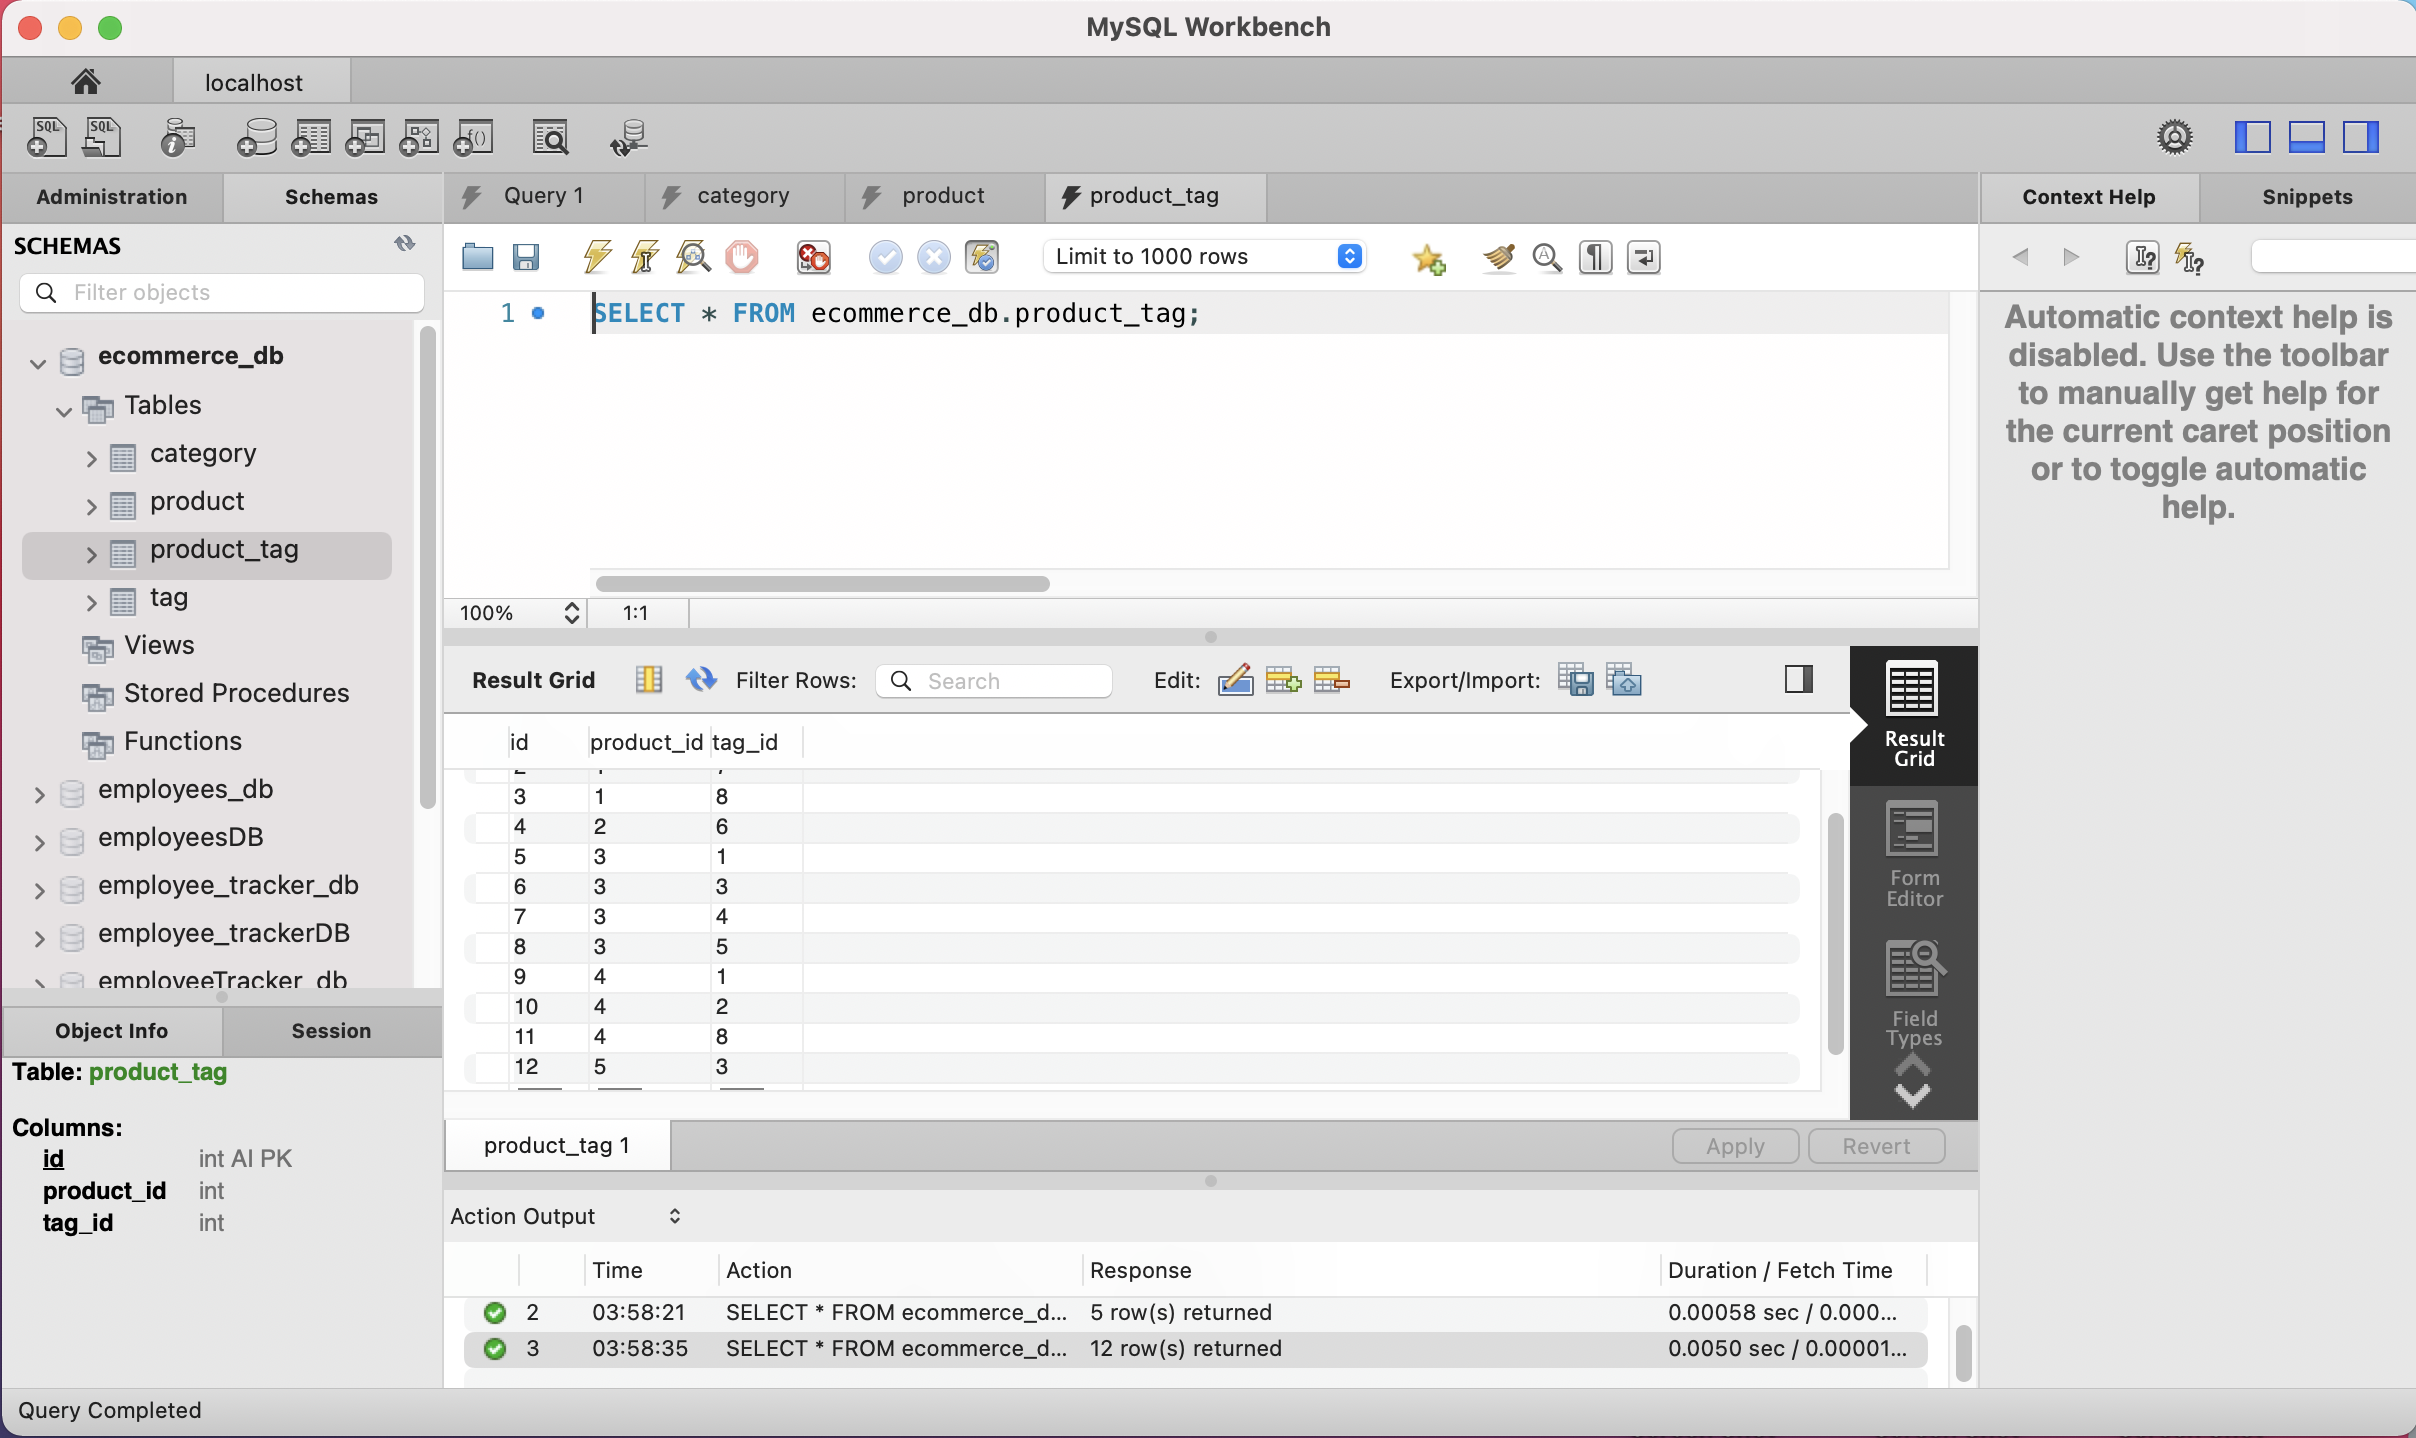 MySQL Workbench
localhost
Administration
Schemas
SCHEMAS
Filter objects
ecommerce_db
Tables
category
product
product_tag
tag
Views
Stored Procedures
Functions
employees_db
employeesDB
employee_tracker_db
employee_trackerDB
employeeTracker_db
Object Info
Session
Table: product_tag
Columns:
id int AI PK
product_id int
tag_id int
Query 1
category
product
product_tag
Limit to 1000 rows
1 SELECT * FROM ecommerce_db.product_tag;
100% 1:1
Result Grid
Filter Rows:
Search
Edit:
Export/Import:
id product_id tag_id
3 1 8
4 2 6
5 3 1
6 3 3
7 3 4
8 3 5
9 4 1
10 4 2
11 4 8
12 5 3
Result
Grid
Form
Editor
Field
Types
product_tag 1
Apply
Revert
Action Output
Time Action Response Duration / Fetch Time
2 03:58:21 SELECT * FROM ecommerce_d... 5 row(s) returned 0.00058 sec / 0.000...
3 03:58:35 SELECT * FROM ecommerce_d... 12 row(s) returned 0.0050 sec / 0.00001...
Context Help
Snippets
Automatic context help is
disabled. Use the toolbar
to manually get help for
the current caret position
or to toggle automatic
help.
Query Completed